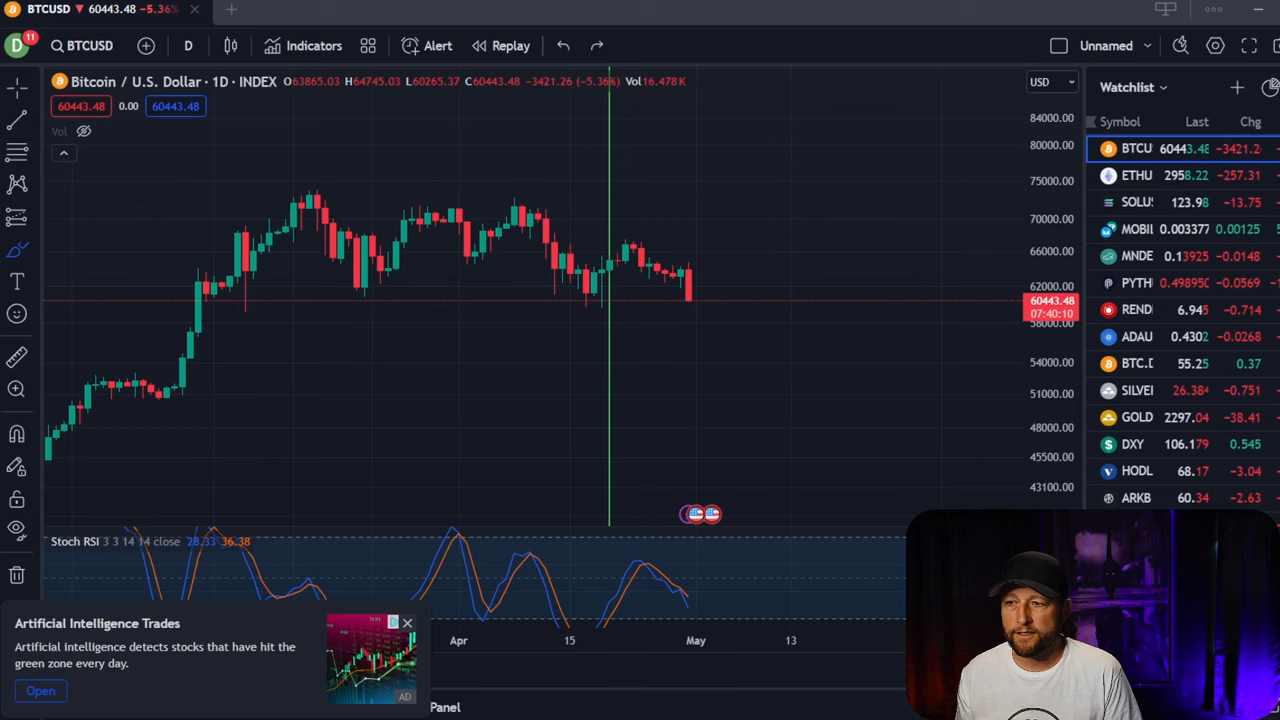 BTCUSD ▼ 60443.48 −5.36%
11
D
BTCUSD
D
Indicators
Alert
Replay
Unnamed
Bitcoin / U.S. Dollar · 1D · INDEX O63865.03 H64745.03 L60265.37 C60443.48 −3421.26 (−5.36%) Vol16.478 K
60443.48 0.00 60443.48
Vol
USD
84000.00
80000.00
75000.00
70000.00
66000.00
62000.00
60443.48
07:40:10
58000.00
54000.00
51000.00
48000.00
45500.00
43100.00
Watchlist
Symbol Last Chg
BTCU 60443.48 −3421.2
ETHU 2958.22 −257.31
SOLUS 123.98 −13.75
MOBIL 0.003377 0.00125
MNDE 0.13925 −0.0148
PYTH 0.49895 −0.0569
REND 6.945 −0.714
ADAU 0.4302 −0.0268
BTC.D 55.25 0.37
SILVE 26.384 −0.751
GOLD 2297.04 −38.41
DXY 106.179 0.545
HODL 68.17 −3.04
ARKB 60.34 −2.63
Stoch RSI 3 3 14 14 close 28.33 36.38
Apr 15 May 13
Artificial Intelligence Trades
Artificial intelligence detects stocks that have hit the
green zone every day.
Open
AD
Panel